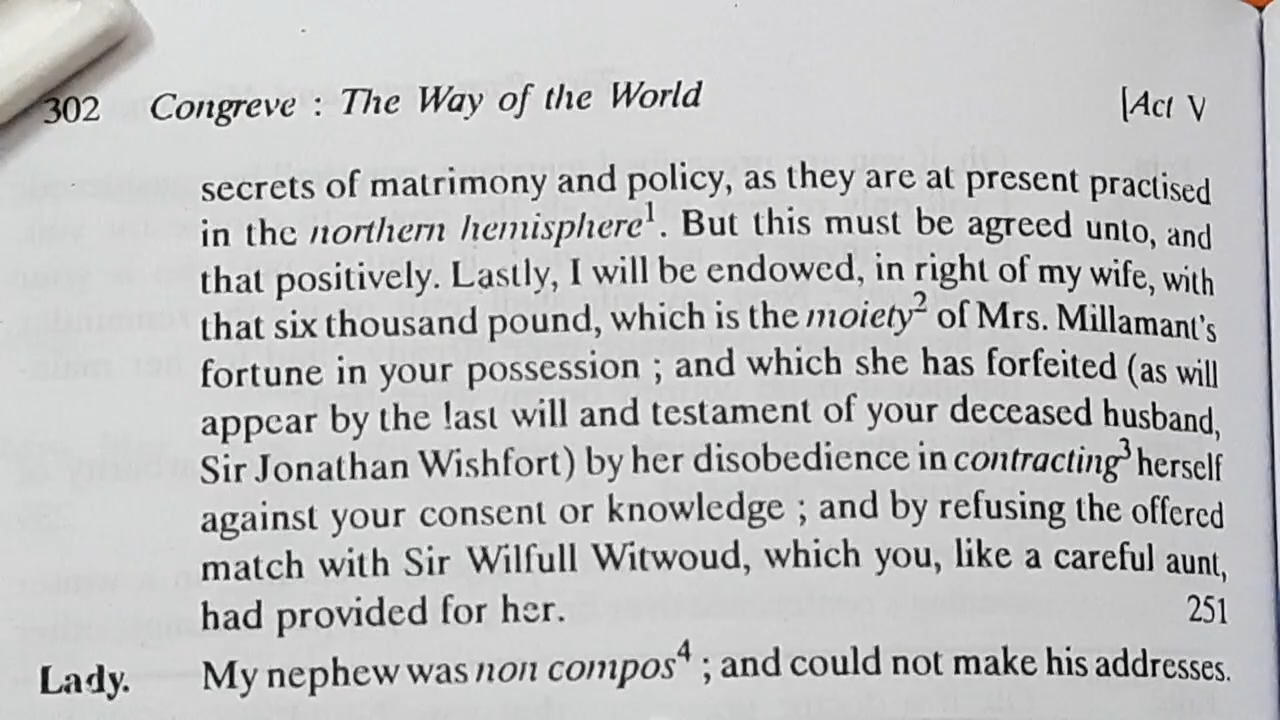 302 Congreve : The Way of the World [Act V
secrets of matrimony and policy, as they are at present practised
in the northern hemisphere¹. But this must be agreed unto, and
that positively. Lastly, I will be endowed, in right of my wife, with
that six thousand pound, which is the moiety² of Mrs. Millamant's
fortune in your possession ; and which she has forfeited (as will
appear by the last will and testament of your deceased husband,
Sir Jonathan Wishfort) by her disobedience in contracting³ herself
against your consent or knowledge ; and by refusing the offered
match with Sir Wilfull Witwoud, which you, like a careful aunt,
had provided for her. 251
Lady. My nephew was non compos⁴ ; and could not make his addresses.